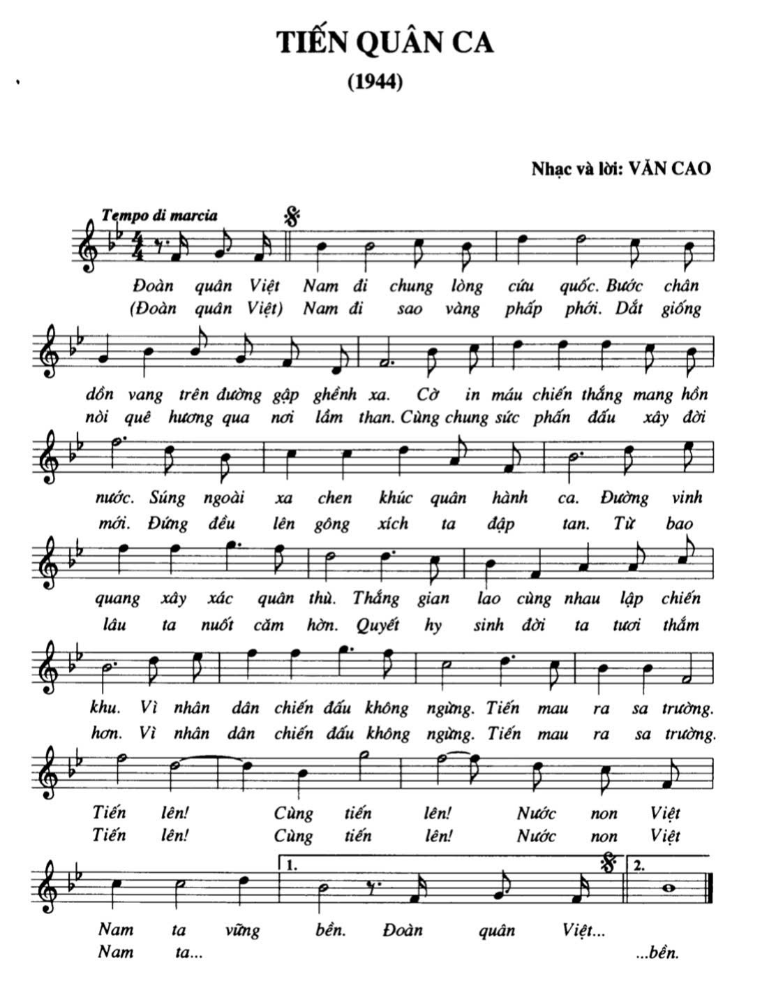 TIẾN QUÂN CA
(1944)
Nhạc và lời: VĂN CAO
Tempo di marcia
Đoàn quân Việt Nam đi chung lòng cứu quốc. Bước chân
(Đoàn quân Việt) Nam đi sao vàng phấp phới. Dắt giống
dồn vang trên đường gập ghềnh xa. Cờ in máu chiến thắng mang hồn
nòi quê hương qua nơi lầm than. Cùng chung sức phấn đấu xây đời
nước. Súng ngoài xa chen khúc quân hành ca. Đường vinh
mới. Đứng đều lên gông xích ta đập tan. Từ bao
quang xây xác quân thù. Thắng gian lao cùng nhau lập chiến
lâu ta nuốt căm hờn. Quyết hy sinh đời ta tươi thắm
khu. Vì nhân dân chiến đấu không ngừng. Tiến mau ra sa trường.
hơn. Vì nhân dân chiến đấu không ngừng. Tiến mau ra sa trường.
Tiến lên! Cùng tiến lên! Nước non Việt
Tiến lên! Cùng tiến lên! Nước non Việt
1. 2.
Nam ta vững bền. Đoàn quân Việt...
Nam ta... ...bền.